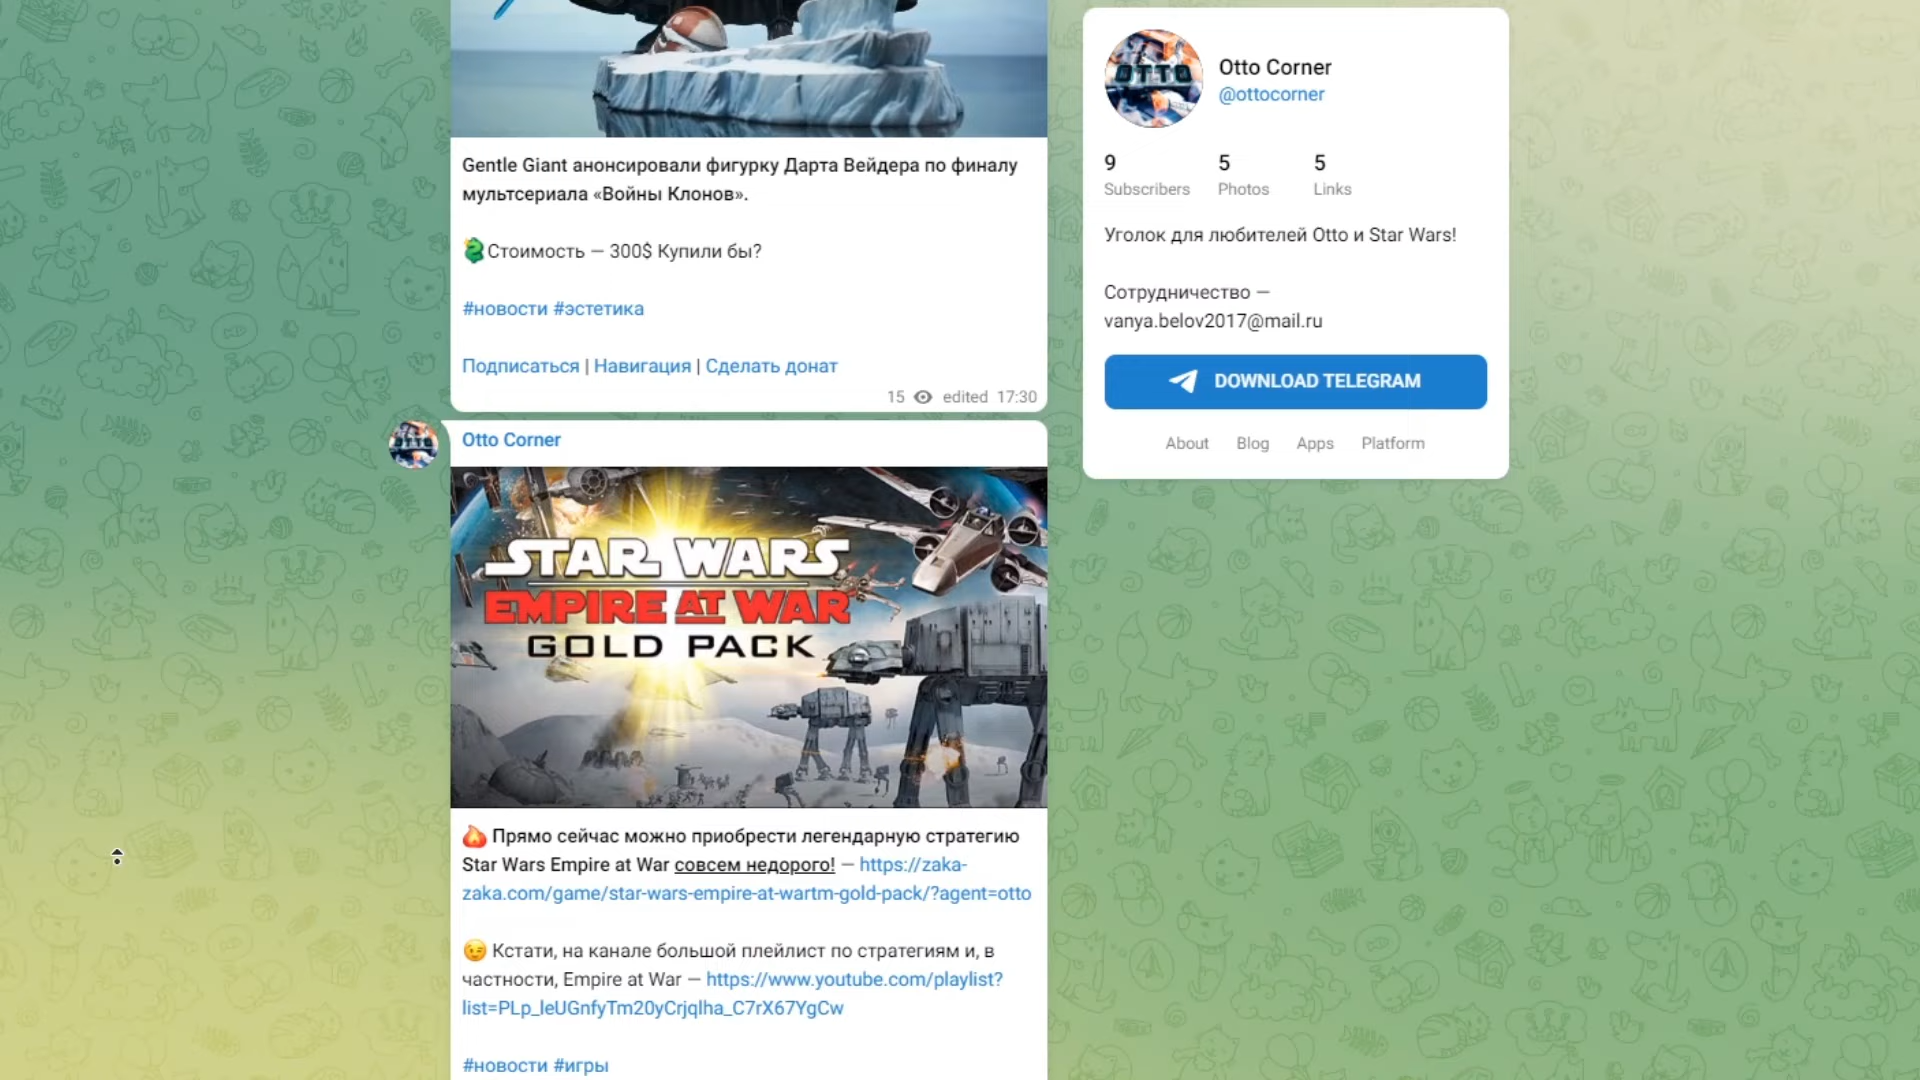 Gentle Giant анонсировали фигурку Дарта Вейдера по финалу
мультсериала «Войны Клонов».
Стоимость — 300$ Купили бы?
#новости #эстетика
Подписаться | Навигация | Сделать донат
15 edited 17:30
Otto Corner
STAR WARS
EMPIRE AT WAR
GOLD PACK
Прямо сейчас можно приобрести легендарную стратегию
Star Wars Empire at War совсем недорого! — https://zaka-
zaka.com/game/star-wars-empire-at-wartm-gold-pack/?agent=otto
Кстати, на канале большой плейлист по стратегиям и, в
частности, Empire at War — https://www.youtube.com/playlist?
list=PLp_leUGnfyTm20yCrjqlha_C7rX67YgCw
#новости #игры
OTTO
Otto Corner
@ottocorner
9 5 5
Subscribers Photos Links
Уголок для любителей Otto и Star Wars!
Сотрудничество —
vanya.belov2017@mail.ru
DOWNLOAD TELEGRAM
About Blog Apps Platform